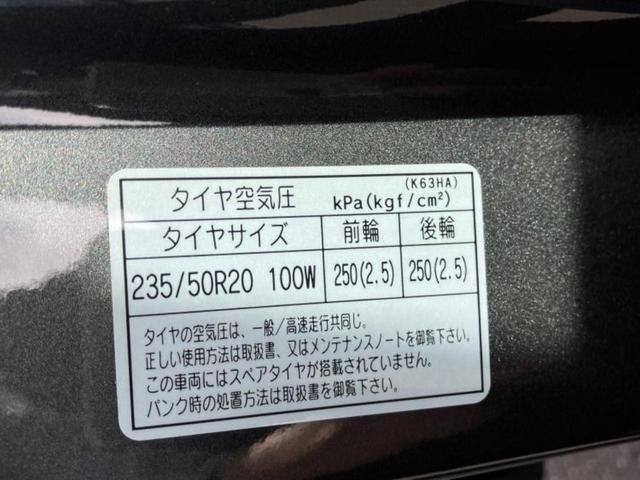 (K63HA)
タイヤ空気圧 kPa(kgf/cm²)
タイヤサイズ 前輪 後輪
235/50R20 100W 250(2.5) 250(2.5)
タイヤの空気圧は、一般/高速走行共同じ。
正しい使用方法は取扱書、又はメンテナンスノートを御覧下さい。
この車両にはスペアタイヤが搭載されていません。
パンク時の処置方法は取扱書を御覧下さい。